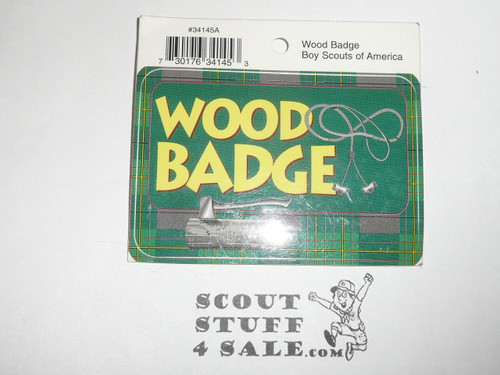 #34145A
7 30176 34145 3
Wood Badge
Boy Scouts of America
WOOD
BADGE
SCOUT
STUFF
4 SALE.COM